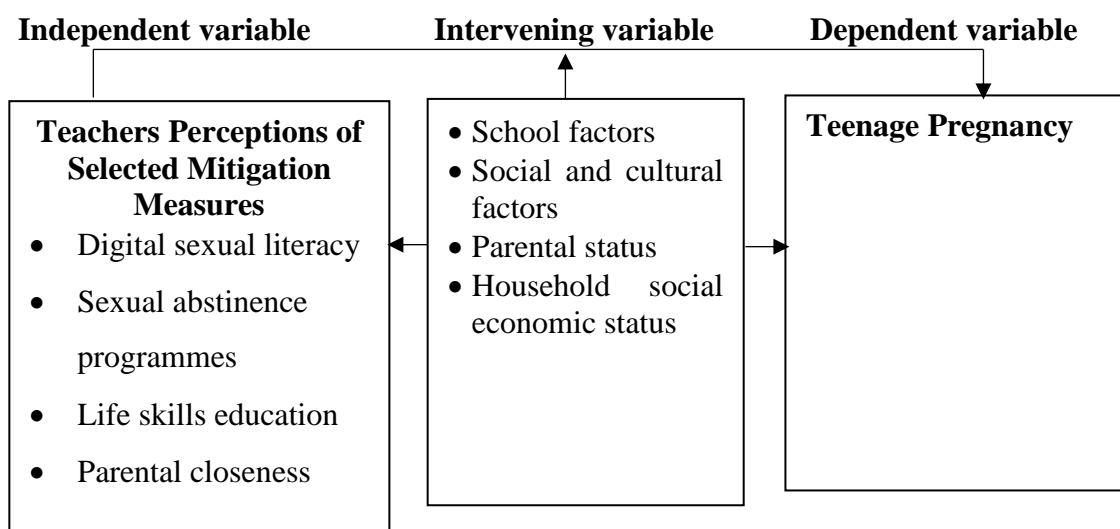 Independent variable
Intervening variable
Dependent variable
Teachers Perceptions of
Selected Mitigation
Measures
• Digital sexual literacy
• Sexual abstinence
programmes
• Life skills education
• Parental closeness
• School factors
• Social and cultural
factors
• Parental status
• Household social
economic status
Teenage Pregnancy